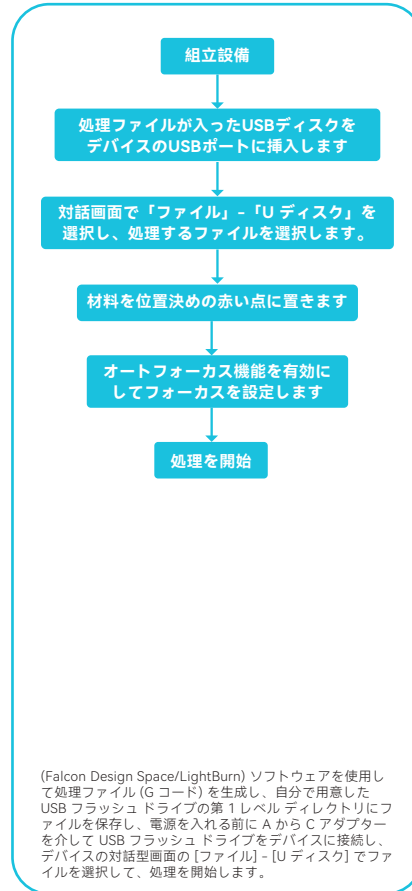 組立設備
処理ファイルが入ったUSBディスクを
デバイスのUSBポートに挿入します
対話画面で「ファイル」-「U ディスク」を
選択し、処理するファイルを選択します。
材料を位置決めの赤い点に置きます
オートフォーカス機能を有効に
してフォーカスを設定します
処理を開始
(Falcon Design Space/LightBurn) ソフトウェアを使用し
て処理ファイル (G コード) を生成し、自分で用意した
USB フラッシュ ドライブの第 1 レベル ディレクトリにフ
ァイルを保存し、電源を入れる前に A から C アダプター
を介して USB フラッシュ ドライブをデバイスに接続し、
デバイスの対話型画面の [ファイル] - [U ディスク] でファ
イルを選択して、処理を開始します。